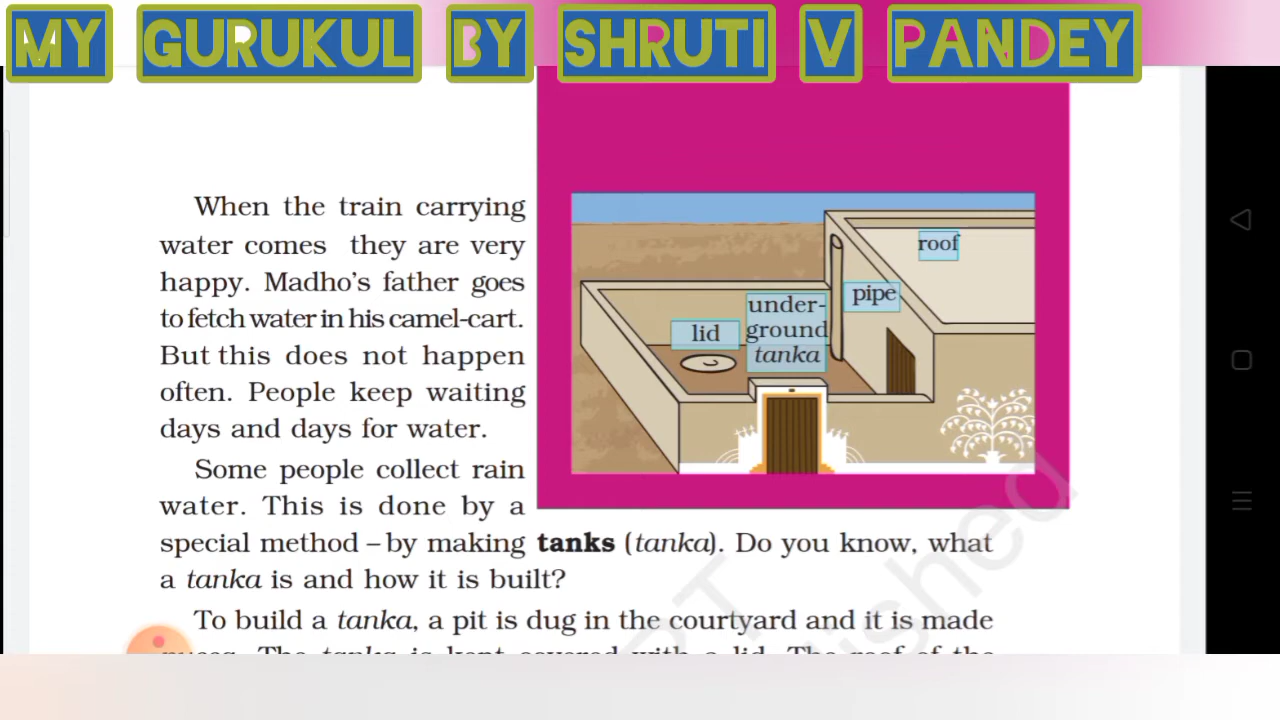 MY GURUKUL BY SHRUTI V PANDEY
When the train carrying
water comes they are very
happy. Madho's father goes
to fetch water in his camel-cart.
But this does not happen
often. People keep waiting
days and days for water.
Some people collect rain
water. This is done by a
special method – by making tanks (tanka). Do you know, what
a tanka is and how it is built?
To build a tanka, a pit is dug in the courtyard and it is made
roof
pipe
under-
ground
tanka
lid